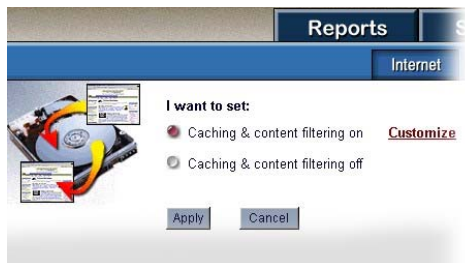 Reports
Internet
I want to set:
Caching & content filtering on Customize
Caching & content filtering off
Apply Cancel